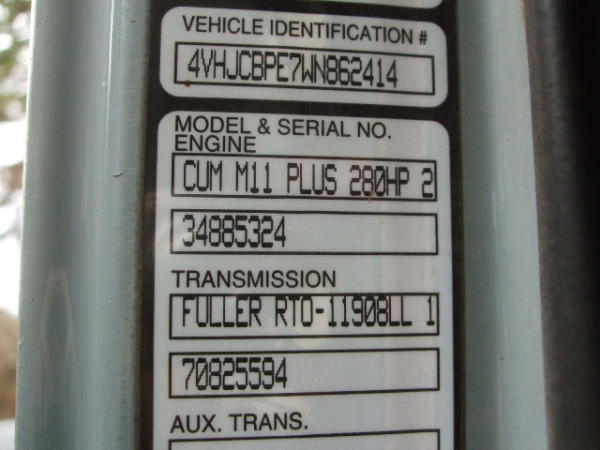 VEHICLE IDENTIFICATION #
4VHJCBPE7WN862414
MODEL & SERIAL NO.
ENGINE
CUM M11 PLUS 280HP 2
34885324
TRANSMISSION
FULLER RTO-11908LL 1
70825594
AUX. TRANS.